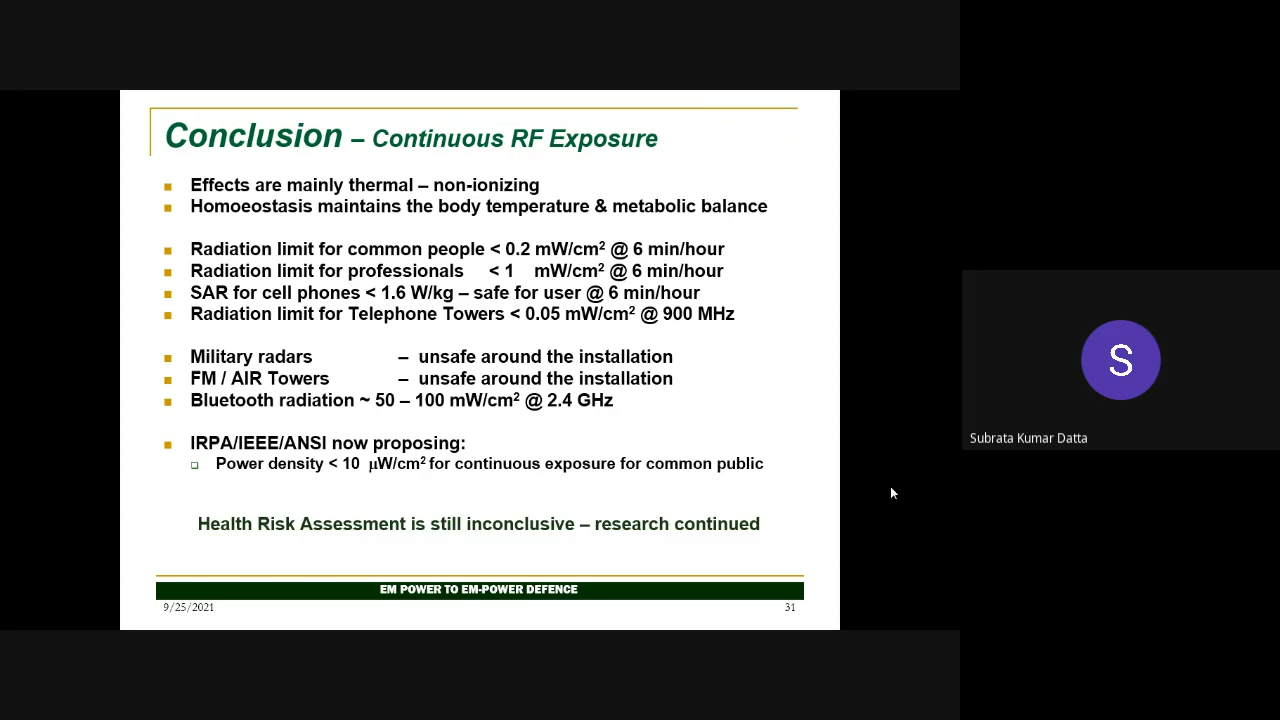 Conclusion – Continuous RF Exposure
Effects are mainly thermal – non-ionizing
Homoeostasis maintains the body temperature & metabolic balance
Radiation limit for common people < 0.2 mW/cm² @ 6 min/hour
Radiation limit for professionals < 1 mW/cm² @ 6 min/hour
SAR for cell phones < 1.6 W/kg – safe for user @ 6 min/hour
Radiation limit for Telephone Towers < 0.05 mW/cm² @ 900 MHz
Military radars – unsafe around the installation
FM / AIR Towers – unsafe around the installation
Bluetooth radiation ~ 50 – 100 mW/cm² @ 2.4 GHz
IRPA/IEEE/ANSI now proposing:
Power density < 10 µW/cm² for continuous exposure for common public
Health Risk Assessment is still inconclusive – research continued
EM POWER TO EM-POWER DEFENCE
9/25/2021 31
S
Subrata Kumar Datta